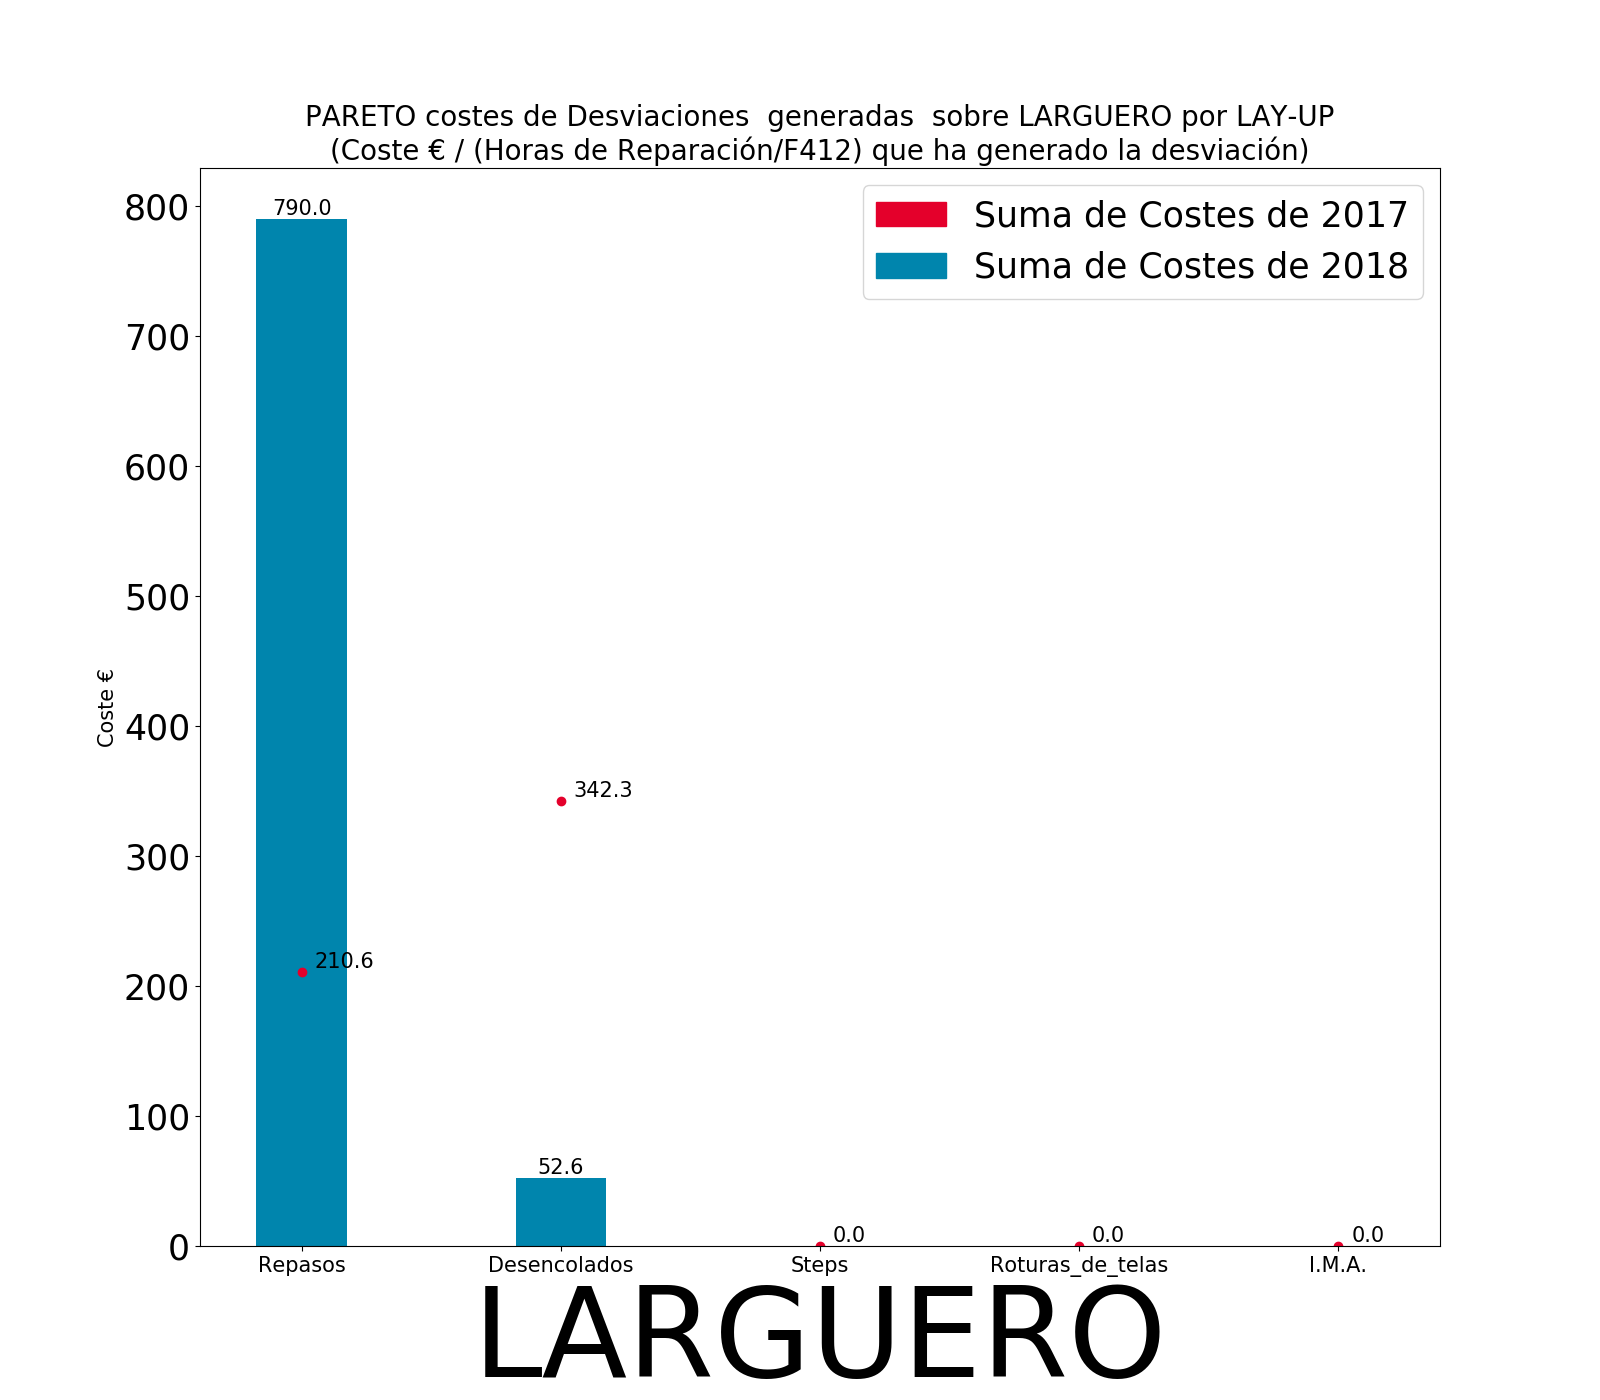 PARETO costes de Desviaciones  generadas  sobre LARGUERO por LAY-UP
(Coste € / (Horas de Reparación/F412) que ha generado la desviación)
Suma de Costes de 2017
Suma de Costes de 2018
Coste €
800
700
600
500
400
300
200
100
0
790.0
210.6
342.3
52.6
0.0
0.0
0.0
Repasos
Desencolados
Steps
Roturas_de_telas
I.M.A.
LARGUERO